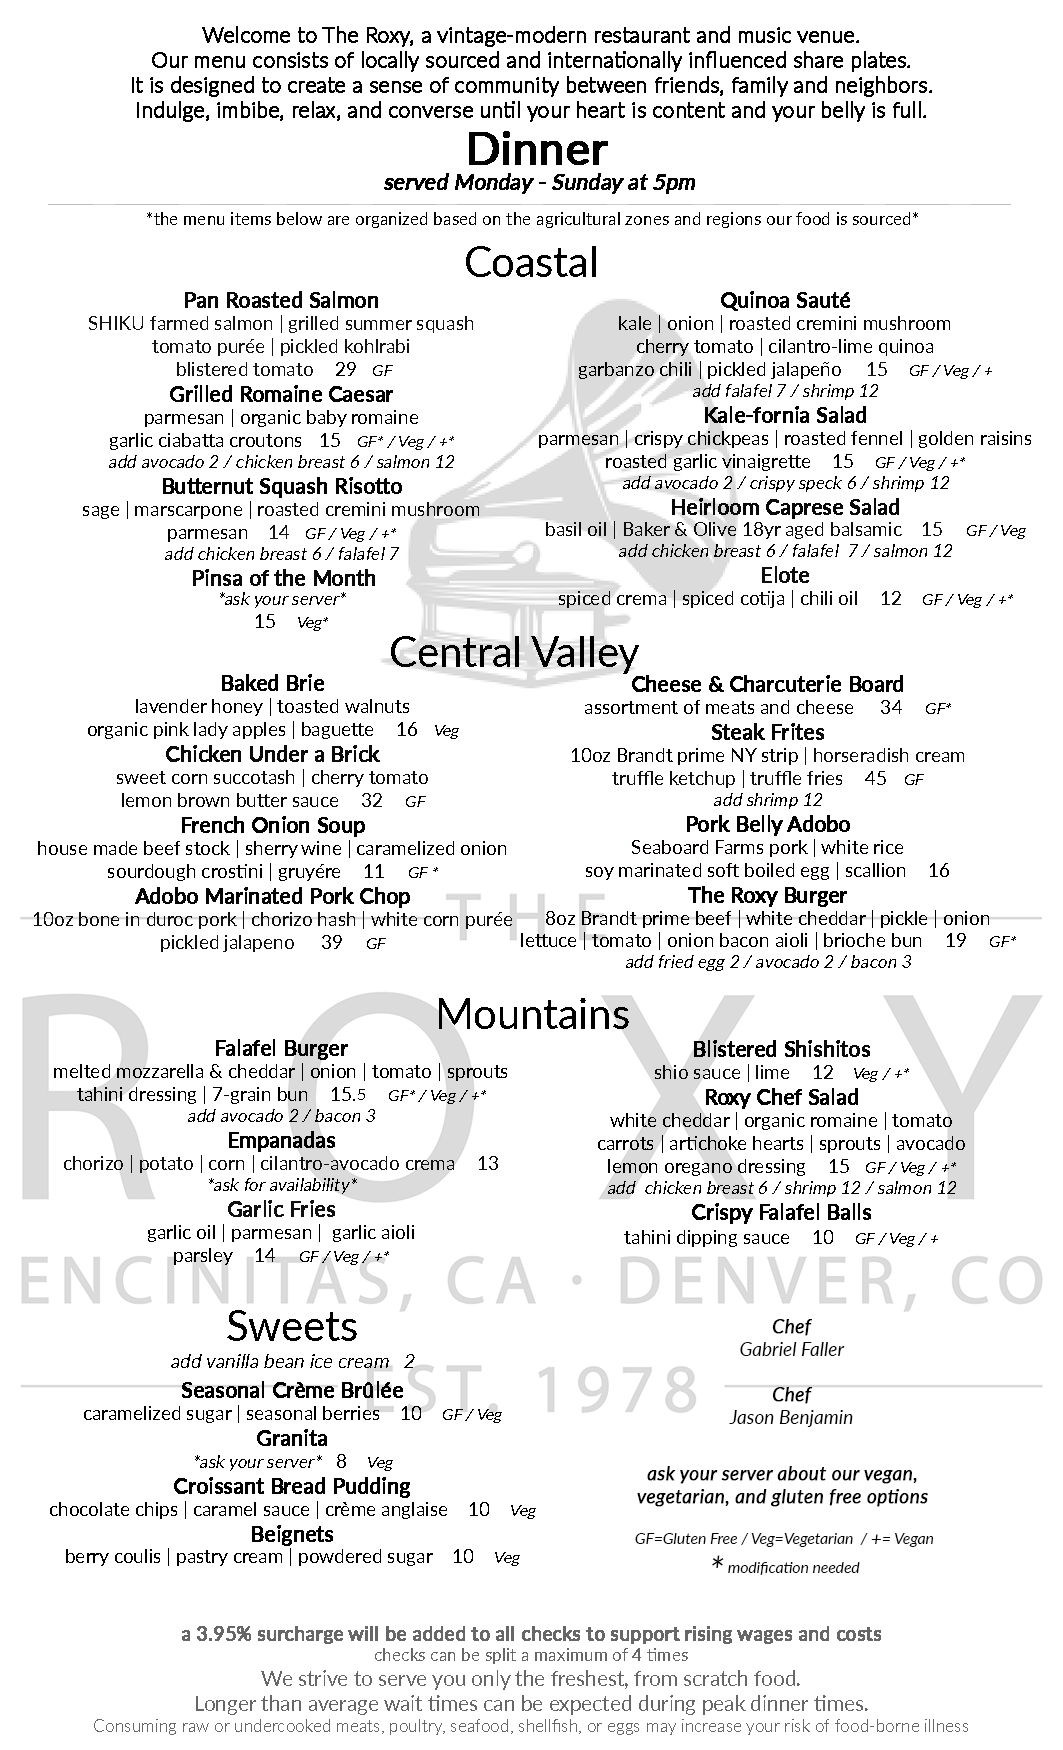 Welcome to The Roxy, a vintage-modern restaurant and music venue.
Our menu consists of locally sourced and internationally influenced share plates.
It is designed to create a sense of community between friends, family and neighbors.
Indulge, imbibe, relax, and converse until your heart is content and your belly is full.
Dinner
served Monday - Sunday at 5pm
*the menu items below are organized based on the agricultural zones and regions our food is sourced*
Coastal
Pan Roasted Salmon
SHIKU farmed salmon | grilled summer squash
tomato purée | pickled kohlrabi
blistered tomato 29 GF
Grilled Romaine Caesar
parmesan | organic baby romaine
garlic ciabatta croutons 15 GF* / Veg / +*
add avocado 2 / chicken breast 6 / salmon 12
Butternut Squash Risotto
sage | marscarpone | roasted cremini mushroom
parmesan 14 GF / Veg / +*
add chicken breast 6 / falafel 7
Pinsa of the Month
*ask your server*
15 Veg*
Quinoa Sauté
kale | onion | roasted cremini mushroom
cherry tomato | cilantro-lime quinoa
garbanzo chili | pickled jalapeño 15 GF / Veg / +
add falafel 7 / shrimp 12
Kale-fornia Salad
parmesan | crispy chickpeas | roasted fennel | golden raisins
roasted garlic vinaigrette 15 GF / Veg / +*
add avocado 2 / crispy speck 6 / shrimp 12
Heirloom Caprese Salad
basil oil | Baker & Olive 18yr aged balsamic 15 GF / Veg
add chicken breast 6 / falafel 7 / salmon 12
Elote
spiced crema | spiced cotija | chili oil 12 GF / Veg / +*
Central Valley
Baked Brie
lavender honey | toasted walnuts
organic pink lady apples | baguette 16 Veg
Chicken Under a Brick
sweet corn succotash | cherry tomato
lemon brown butter sauce 32 GF
French Onion Soup
house made beef stock | sherry wine | caramelized onion
sourdough crostini | gruyére 11 GF *
Adobo Marinated Pork Chop
10oz bone in duroc pork | chorizo hash | white corn purée
pickled jalapeno 39 GF
Cheese & Charcuterie Board
assortment of meats and cheese 34 GF*
Steak Frites
10oz Brandt prime NY strip | horseradish cream
truffle ketchup | truffle fries 45 GF
add shrimp 12
Pork Belly Adobo
Seaboard Farms pork | white rice
soy marinated soft boiled egg | scallion 16
The Roxy Burger
8oz Brandt prime beef | white cheddar | pickle | onion
lettuce | tomato | onion bacon aioli | brioche bun 19 GF*
add fried egg 2 / avocado 2 / bacon 3
THE
ROXY
Mountains
Falafel Burger
melted mozzarella & cheddar | onion | tomato | sprouts
tahini dressing | 7-grain bun 15.5 GF* / Veg / +*
add avocado 2 / bacon 3
Empanadas
chorizo | potato | corn | cilantro-avocado crema 13
*ask for availability*
Garlic Fries
garlic oil | parmesan | garlic aioli
parsley 14 GF / Veg / +*
Blistered Shishitos
shio sauce | lime 12 Veg / +*
Roxy Chef Salad
white cheddar | organic romaine | tomato
carrots | artichoke hearts | sprouts | avocado
lemon oregano dressing 15 GF / Veg / +*
add chicken breast 6 / shrimp 12 / salmon 12
Crispy Falafel Balls
tahini dipping sauce 10 GF / Veg / +
ENCINITAS, CA · DENVER, CO
EST. 1978
Sweets
add vanilla bean ice cream 2
Seasonal Crème Brûlée
caramelized sugar | seasonal berries 10 GF / Veg
Granita
*ask your server* 8 Veg
Croissant Bread Pudding
chocolate chips | caramel sauce | crème anglaise 10 Veg
Beignets
berry coulis | pastry cream | powdered sugar 10 Veg
Chef
Gabriel Faller
Chef
Jason Benjamin
ask your server about our vegan,
vegetarian, and gluten free options
GF=Gluten Free / Veg=Vegetarian / += Vegan
* modification needed
a 3.95% surcharge will be added to all checks to support rising wages and costs
checks can be split a maximum of 4 times
We strive to serve you only the freshest, from scratch food.
Longer than average wait times can be expected during peak dinner times.
Consuming raw or undercooked meats, poultry, seafood, shellfish, or eggs may increase your risk of food-borne illness